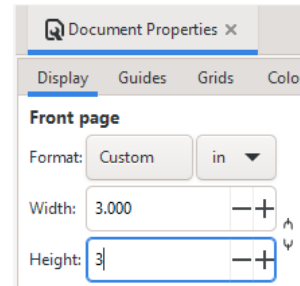 Document Properties
Display Guides Grids Colo
Front page
Format: Custom in
Width: 3.000
Height: 3